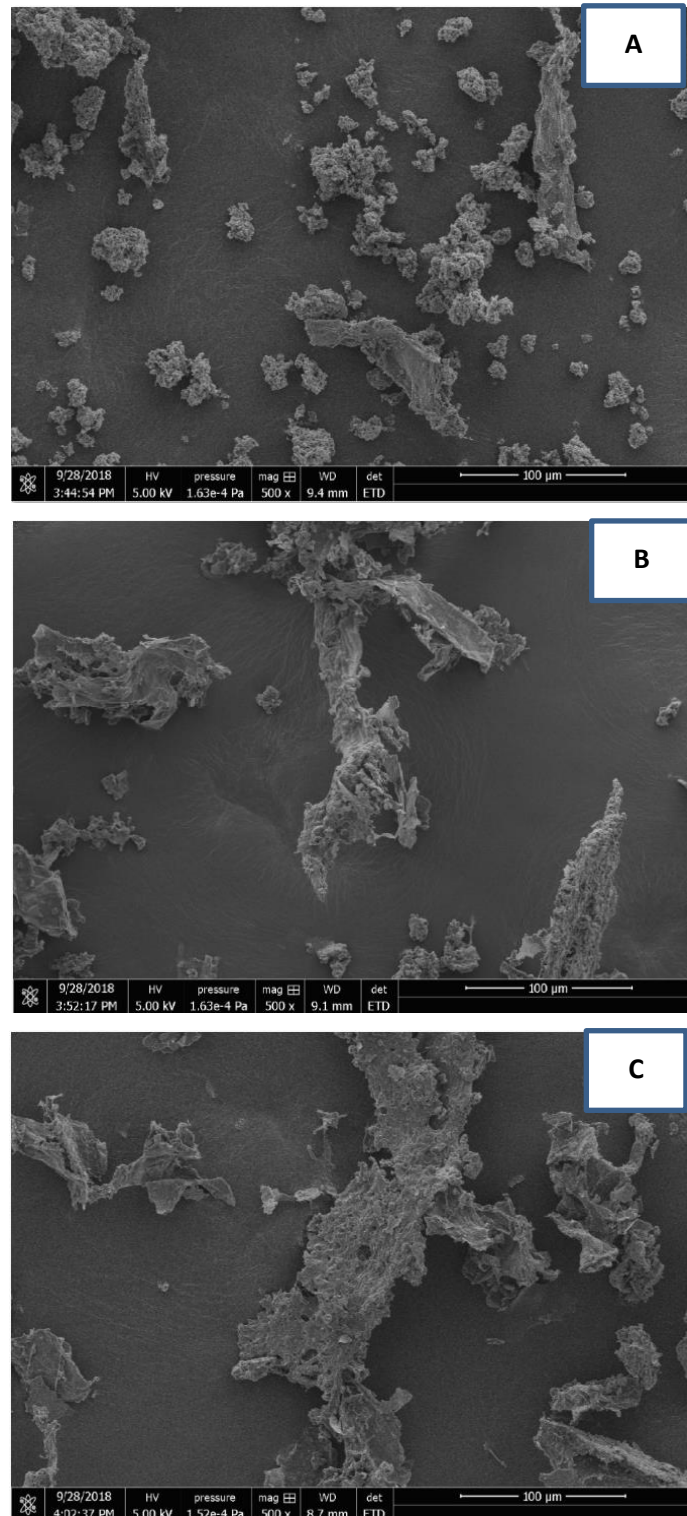 A
9/28/2018 HV pressure mag WD det 100 µm
3:44:54 PM 5.00 kV 1.63e-4 Pa 500 x 9.4 mm ETD
B
9/28/2018 HV pressure mag WD det 100 µm
3:52:17 PM 5.00 kV 1.63e-4 Pa 500 x 9.1 mm ETD
C
9/28/2018 HV pressure mag WD det 100 µm
4:02:37 PM 5.00 kV 1.52e-4 Pa 500 x 8.7 mm ETD